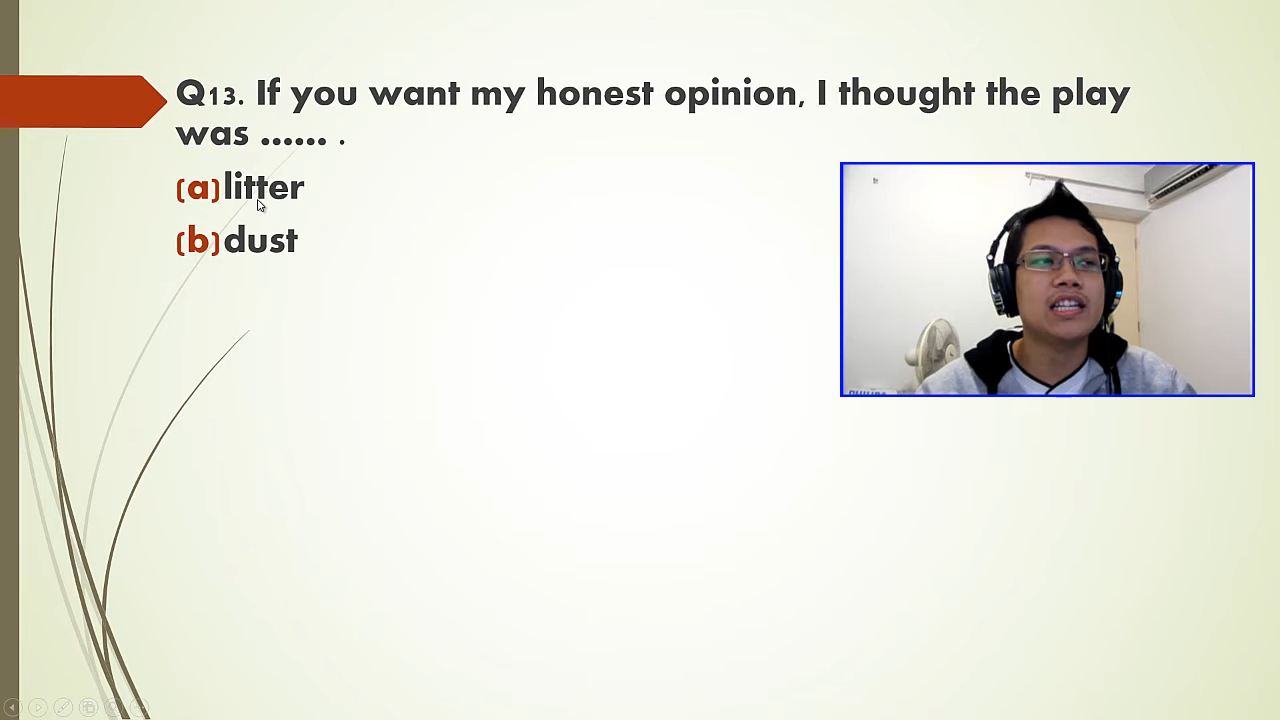 Q13. If you want my honest opinion, I thought the play
was ...... .
(a)litter
(b)dust